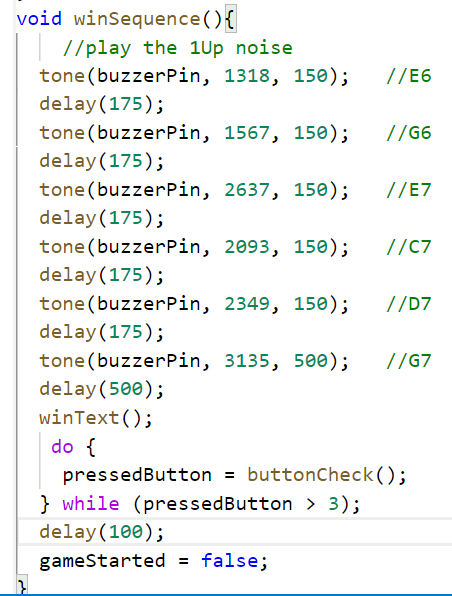 void winSequence(){
//play the 1Up noise
tone(buzzerPin, 1318, 150); //E6
delay(175);
tone(buzzerPin, 1567, 150); //G6
delay(175);
tone(buzzerPin, 2637, 150); //E7
delay(175);
tone(buzzerPin, 2093, 150); //C7
delay(175);
tone(buzzerPin, 2349, 150); //D7
delay(175);
tone(buzzerPin, 3135, 500); //G7
delay(500);
winText();
do {
pressedButton = buttonCheck();
} while (pressedButton > 3);
delay(100);
gameStarted = false;
}